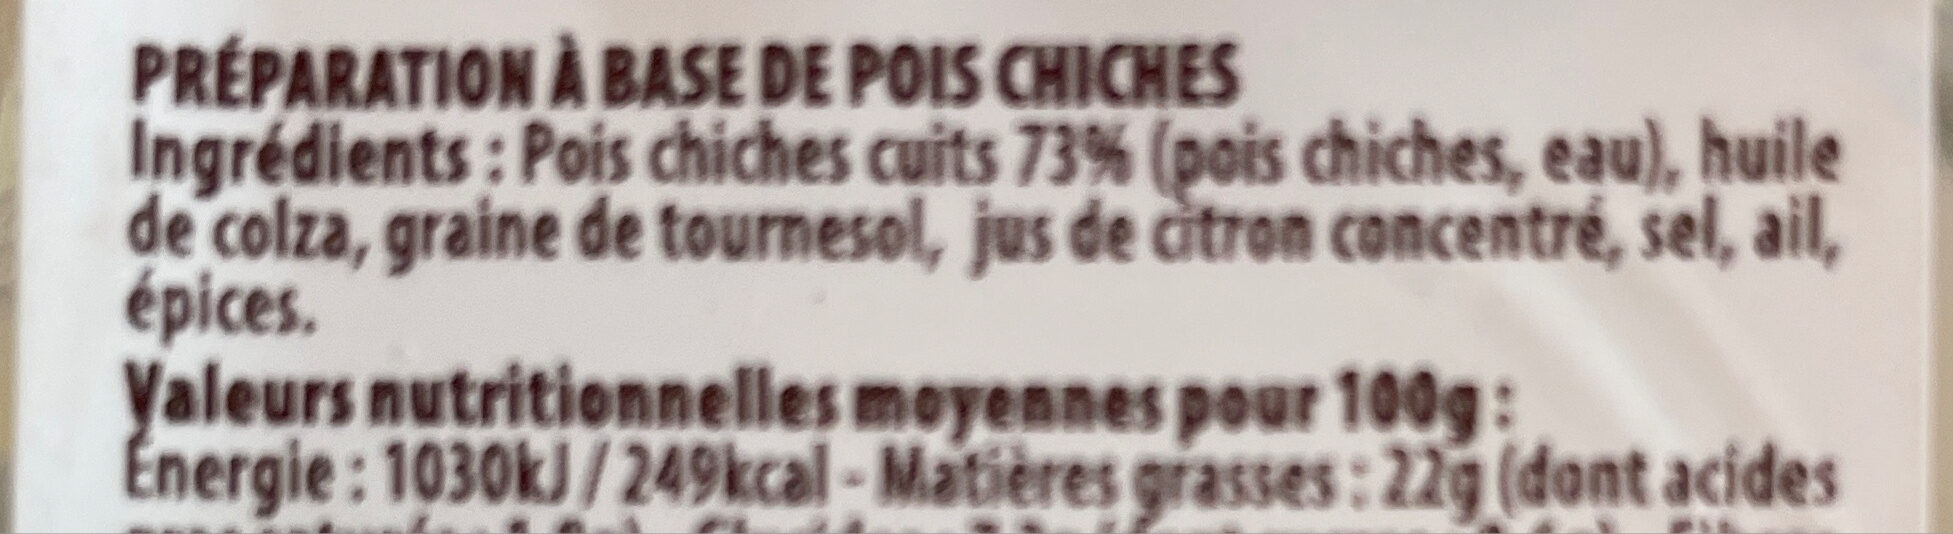 PRÉPARATION À BASE DE POIS CHICHES
Ingrédients : Pois chiches cuits 73% (pois chiches, eau), huile
de colza, graine de tournesol, jus de citron concentré, sel, ail,
épices.
Valeurs nutritionnelles moyennes pour 100g :
Énergie : 1030kJ / 249kcal - Matières grasses : 22g (dont acides